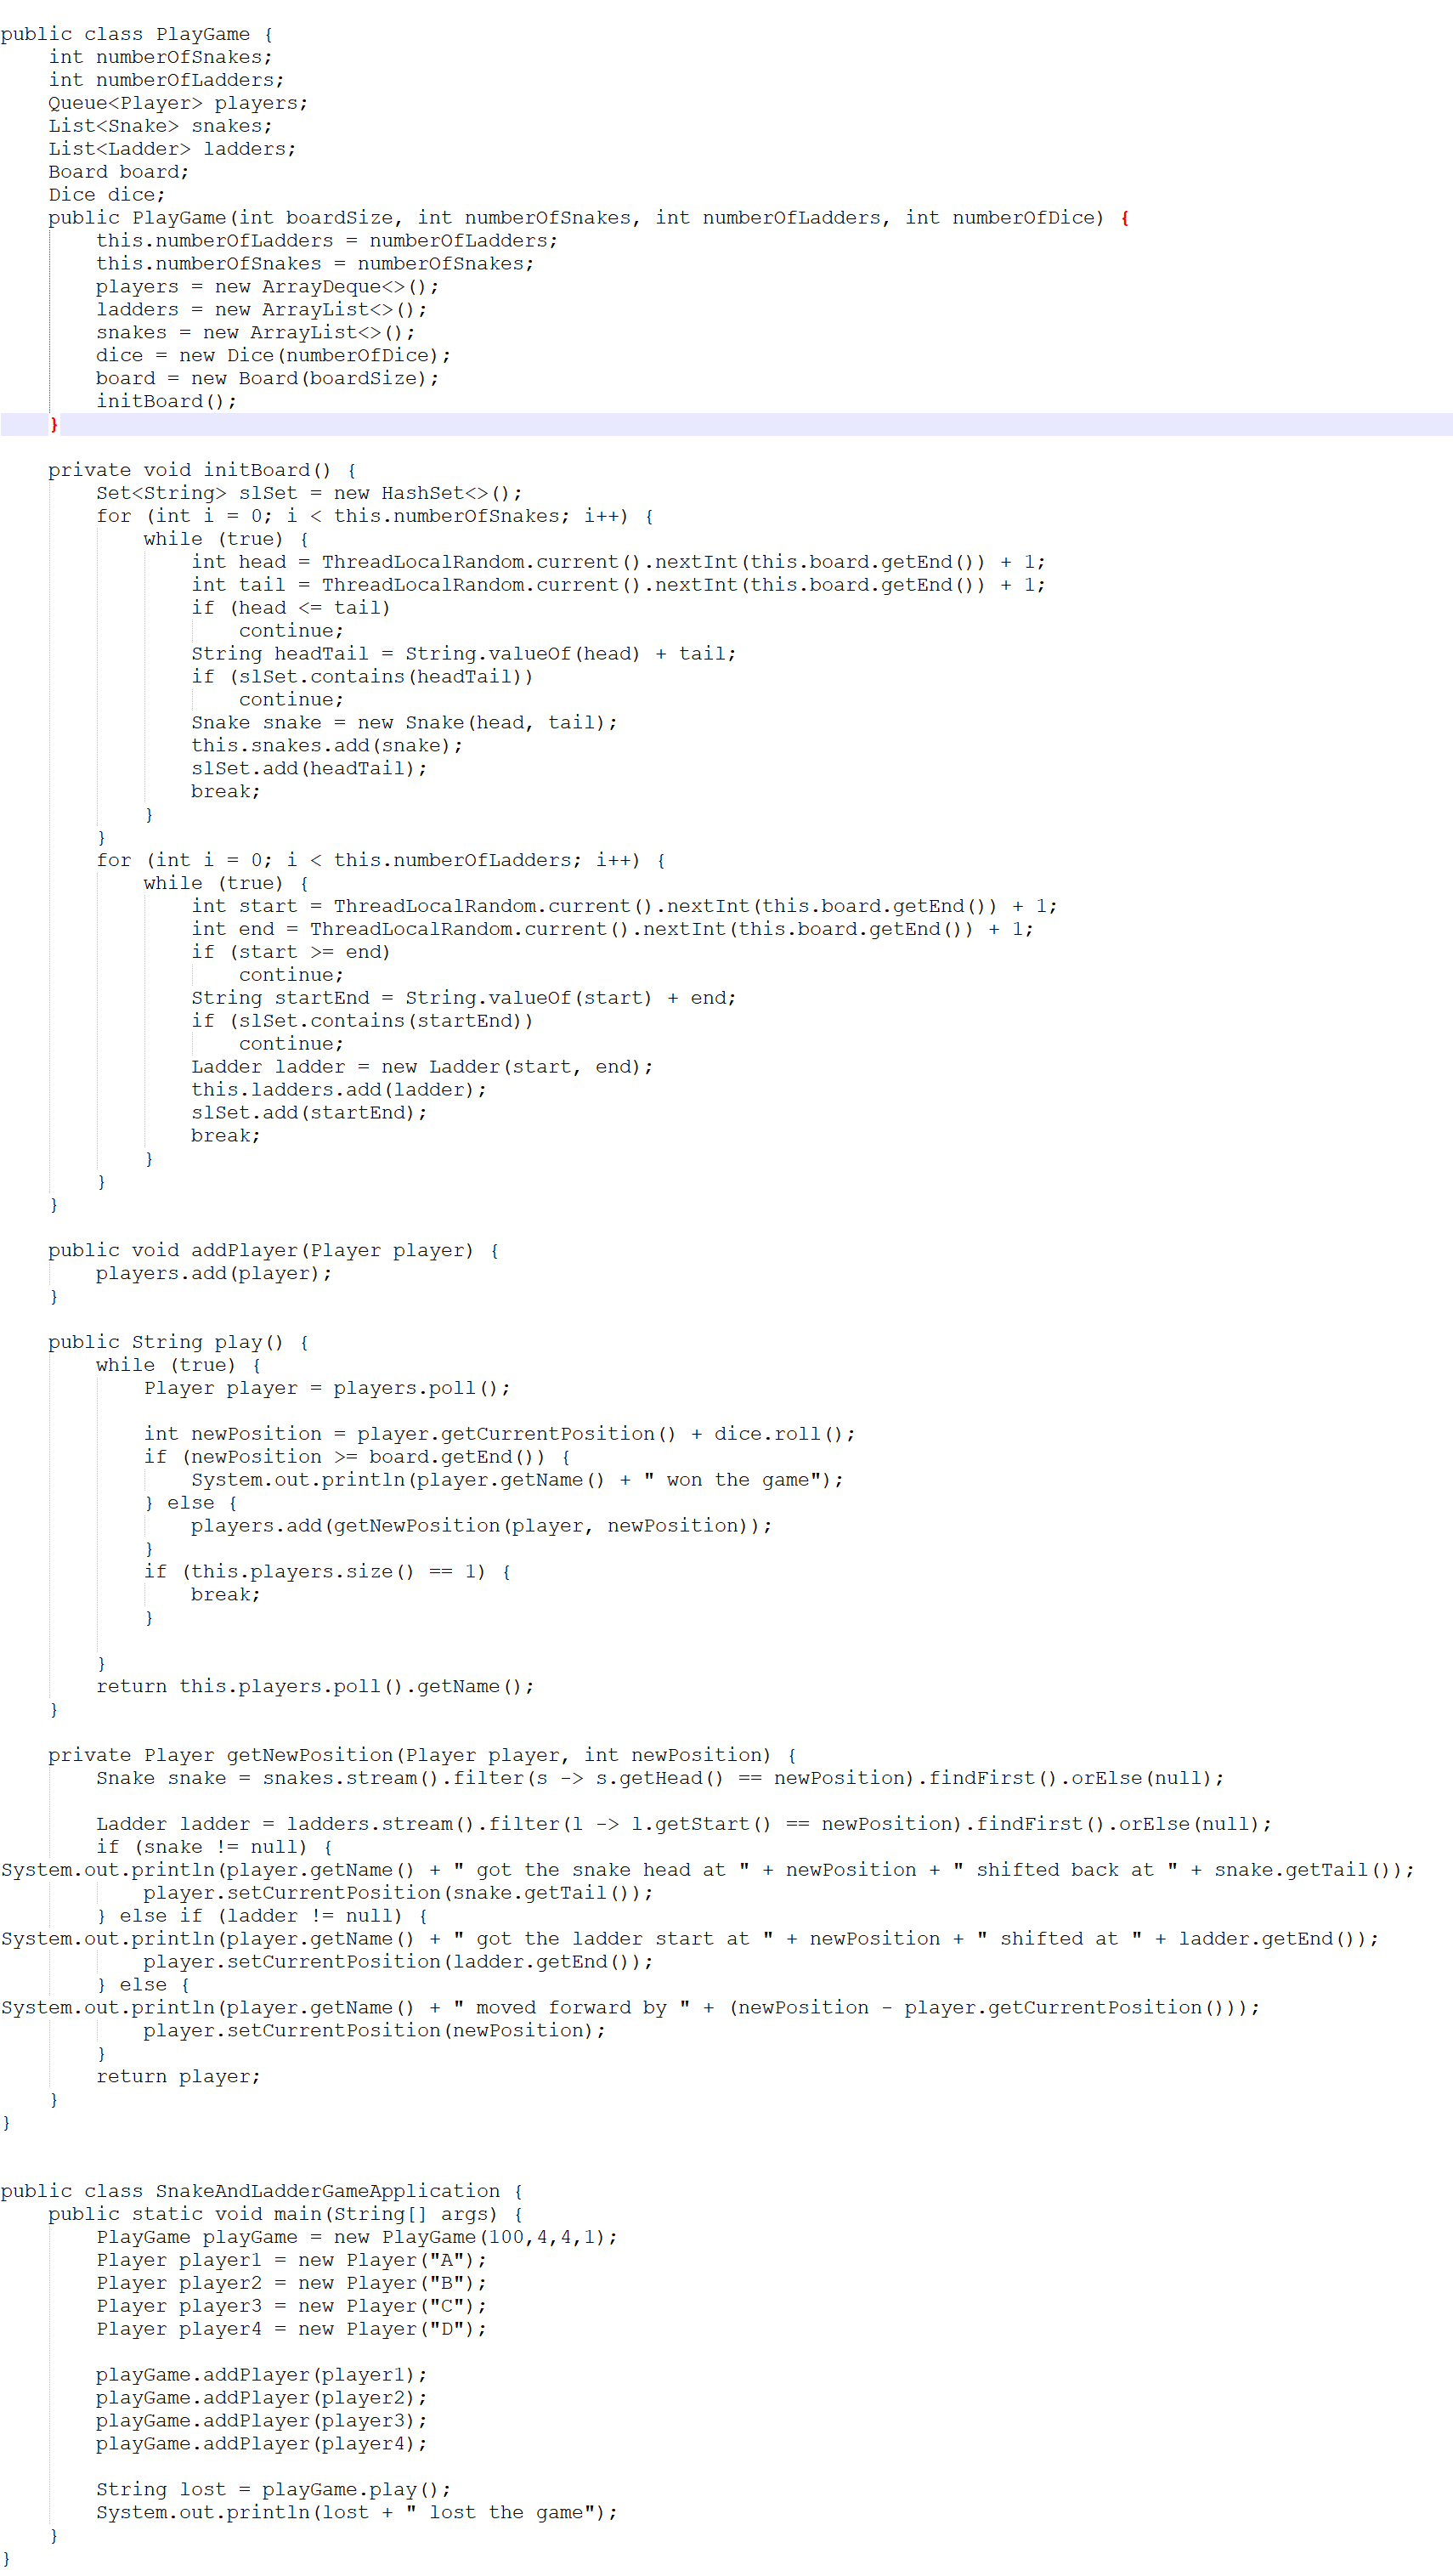 public class PlayGame {
    int numberOfSnakes;
    int numberOfLadders;
    Queue<Player> players;
    List<Snake> snakes;
    List<Ladder> ladders;
    Board board;
    Dice dice;
    public PlayGame(int boardSize, int numberOfSnakes, int numberOfLadders, int numberOfDice) {
        this.numberOfLadders = numberOfLadders;
        this.numberOfSnakes = numberOfSnakes;
        players = new ArrayDeque<>();
        ladders = new ArrayList<>();
        snakes = new ArrayList<>();
        dice = new Dice(numberOfDice);
        board = new Board(boardSize);
        initBoard();
    }

    private void initBoard() {
        Set<String> slSet = new HashSet<>();
        for (int i = 0; i < this.numberOfSnakes; i++) {
            while (true) {
                int head = ThreadLocalRandom.current().nextInt(this.board.getEnd()) + 1;
                int tail = ThreadLocalRandom.current().nextInt(this.board.getEnd()) + 1;
                if (head <= tail)
                    continue;
                String headTail = String.valueOf(head) + tail;
                if (slSet.contains(headTail))
                    continue;
                Snake snake = new Snake(head, tail);
                this.snakes.add(snake);
                slSet.add(headTail);
                break;
            }
        }
        for (int i = 0; i < this.numberOfLadders; i++) {
            while (true) {
                int start = ThreadLocalRandom.current().nextInt(this.board.getEnd()) + 1;
                int end = ThreadLocalRandom.current().nextInt(this.board.getEnd()) + 1;
                if (start >= end)
                    continue;
                String startEnd = String.valueOf(start) + end;
                if (slSet.contains(startEnd))
                    continue;
                Ladder ladder = new Ladder(start, end);
                this.ladders.add(ladder);
                slSet.add(startEnd);
                break;
            }
        }
    }

    public void addPlayer(Player player) {
        players.add(player);
    }

    public String play() {
        while (true) {
            Player player = players.poll();

            int newPosition = player.getCurrentPosition() + dice.roll();
            if (newPosition >= board.getEnd()) {
                System.out.println(player.getName() + " won the game");
            } else {
                players.add(getNewPosition(player, newPosition));
            }
            if (this.players.size() == 1) {
                break;
            }

        }
        return this.players.poll().getName();
    }

    private Player getNewPosition(Player player, int newPosition) {
        Snake snake = snakes.stream().filter(s -> s.getHead() == newPosition).findFirst().orElse(null);

        Ladder ladder = ladders.stream().filter(l -> l.getStart() == newPosition).findFirst().orElse(null);
        if (snake != null) {
System.out.println(player.getName() + " got the snake head at " + newPosition + " shifted back at " + snake.getTail());
            player.setCurrentPosition(snake.getTail());
        } else if (ladder != null) {
System.out.println(player.getName() + " got the ladder start at " + newPosition + " shifted at " + ladder.getEnd());
            player.setCurrentPosition(ladder.getEnd());
        } else {
System.out.println(player.getName() + " moved forward by " + (newPosition - player.getCurrentPosition()));
            player.setCurrentPosition(newPosition);
        }
        return player;
    }
}


public class SnakeAndLadderGameApplication {
    public static void main(String[] args) {
        PlayGame playGame = new PlayGame(100,4,4,1);
        Player player1 = new Player("A");
        Player player2 = new Player("B");
        Player player3 = new Player("C");
        Player player4 = new Player("D");

        playGame.addPlayer(player1);
        playGame.addPlayer(player2);
        playGame.addPlayer(player3);
        playGame.addPlayer(player4);

        String lost = playGame.play();
        System.out.println(lost + " lost the game");
    }
}